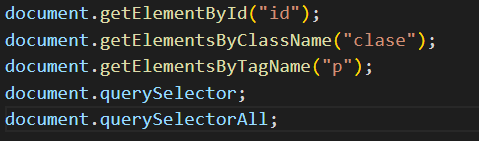 document.getElementById("id");
document.getElementsByClassName("clase");
document.getElementsByTagName("p");
document.querySelector;
document.querySelectorAll;